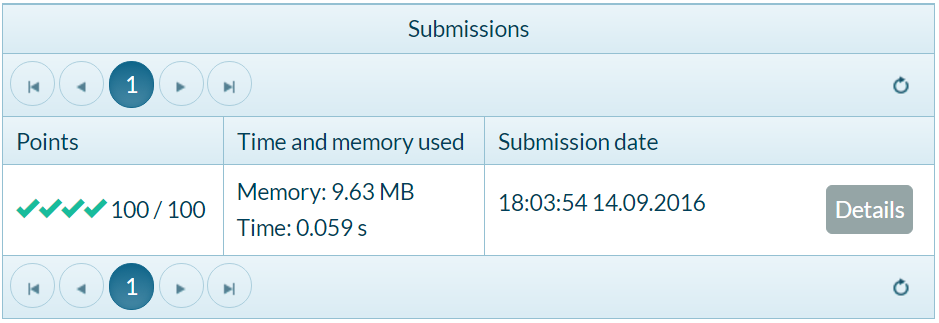 Submissions
1
Points
Time and memory used
Submission date
100 / 100
Memory: 9.63 MB
Time: 0.059 s
18:03:54 14.09.2016
Details
1